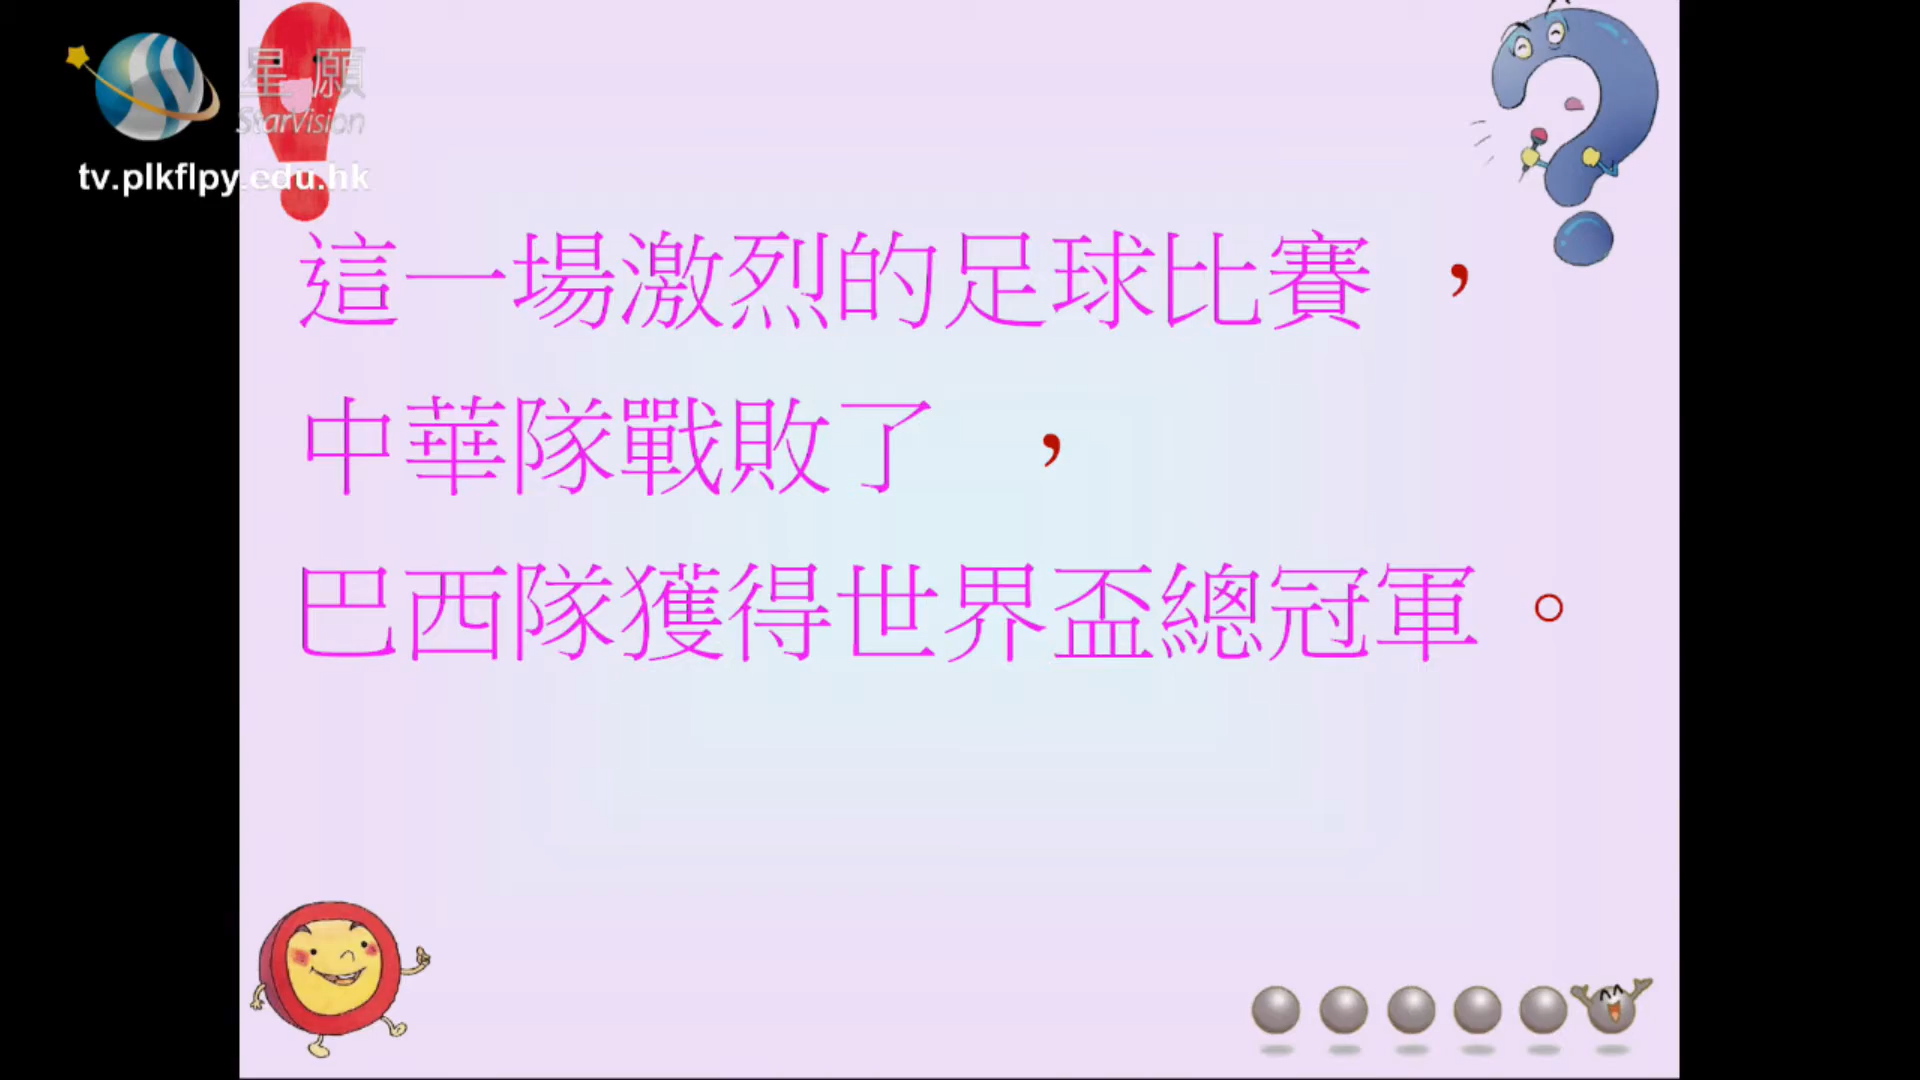 星願
StarVision
tv.plkflpy.edu.hk
這一場激烈的足球比賽，
中華隊戰敗了，
巴西隊獲得世界盃總冠軍。